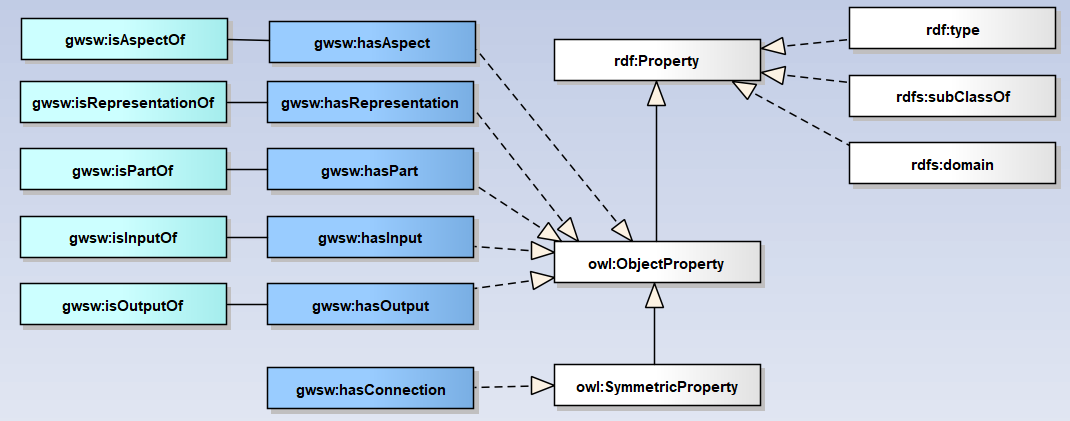 gwsw:isAspectOf
gwsw:hasAspect
rdf:Property
rdf:type
gwsw:isRepresentationOf
gwsw:hasRepresentation
rdfs:subClassOf
gwsw:isPartOf
gwsw:hasPart
rdfs:domain
gwsw:isInputOf
gwsw:hasInput
owl:ObjectProperty
gwsw:isOutputOf
gwsw:hasOutput
gwsw:hasConnection
owl:SymmetricProperty